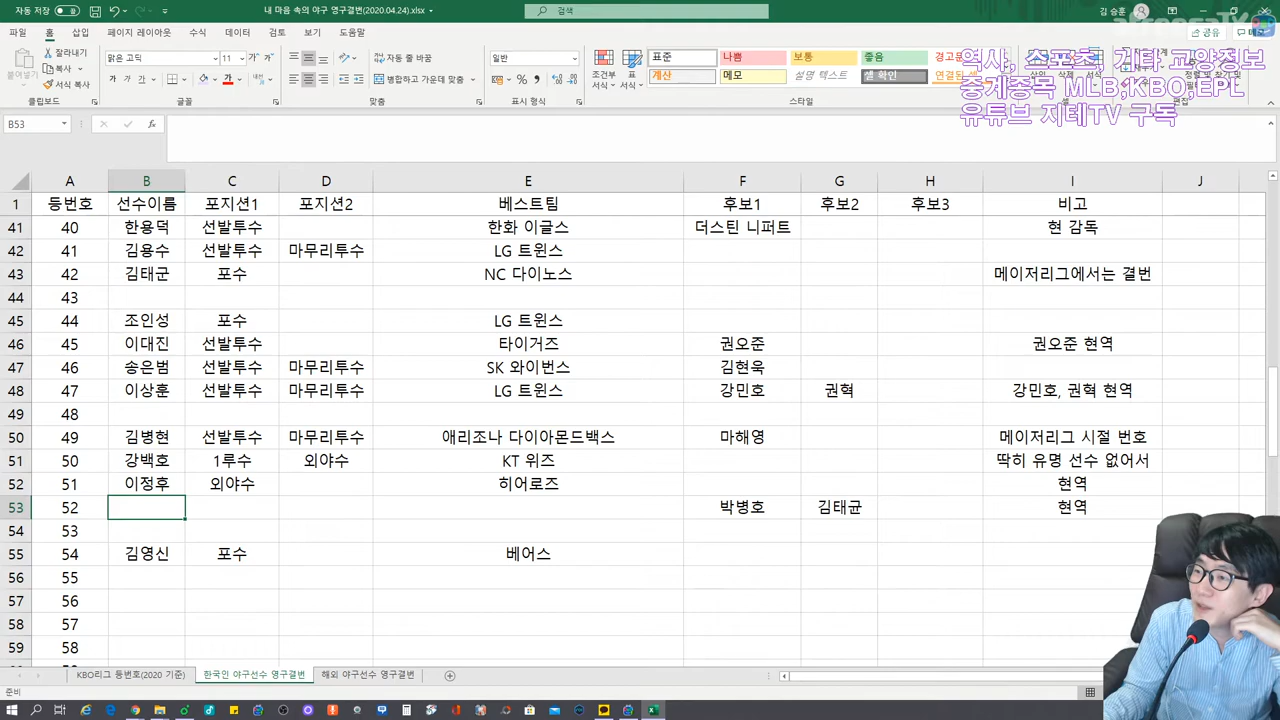 자동 저장
내 마음 속의 야구 영구결번(2020.04.24).xlsx
검색
김 승훈
파일 홈 삽입 페이지 레이아웃 수식 데이터 검토 보기 도움말
공유
붙여넣기
잘라내기
복사
서식 복사
클립보드
맑은 고딕 11
가 가 가
글꼴
자동 줄 바꿈
병합하고 가운데 맞춤
맞춤
일반
표시 형식
조건부 서식
표 서식
표준 나쁨 보통 좋음 경고문
계산 메모 설명 텍스트 셀 확인 연결된 셀
스타일
역사, 스포츠, 기타 교양정보
중계종목 MLB,KBO,EPL
유튜브 지테TV 구독
B53
fx
A B C D E F G H I J
1 등번호 선수이름 포지션1 포지션2 베스트팀 후보1 후보2 후보3 비고
41 40 한용덕 선발투수 한화 이글스 더스틴 니퍼트 현 감독
42 41 김용수 선발투수 마무리투수 LG 트윈스
43 42 김태군 포수 NC 다이노스 메이저리그에서는 결번
44 43
45 44 조인성 포수 LG 트윈스
46 45 이대진 선발투수 타이거즈 권오준 권오준 현역
47 46 송은범 선발투수 마무리투수 SK 와이번스 김현욱
48 47 이상훈 선발투수 마무리투수 LG 트윈스 강민호 권혁 강민호, 권혁 현역
49 48
50 49 김병현 선발투수 마무리투수 애리조나 다이아몬드백스 마해영 메이저리그 시절 번호
51 50 강백호 1루수 외야수 KT 위즈 딱히 유명 선수 없어서
52 51 이정후 외야수 히어로즈 현역
53 52 박병호 김태균 현역
54 53
55 54 김영신 포수 베어스
56 55
57 56
58 57
59 58
KBO리그 등번호(2020 기준) 한국인 야구선수 영구결번 해외 야구선수 영구결번
준비